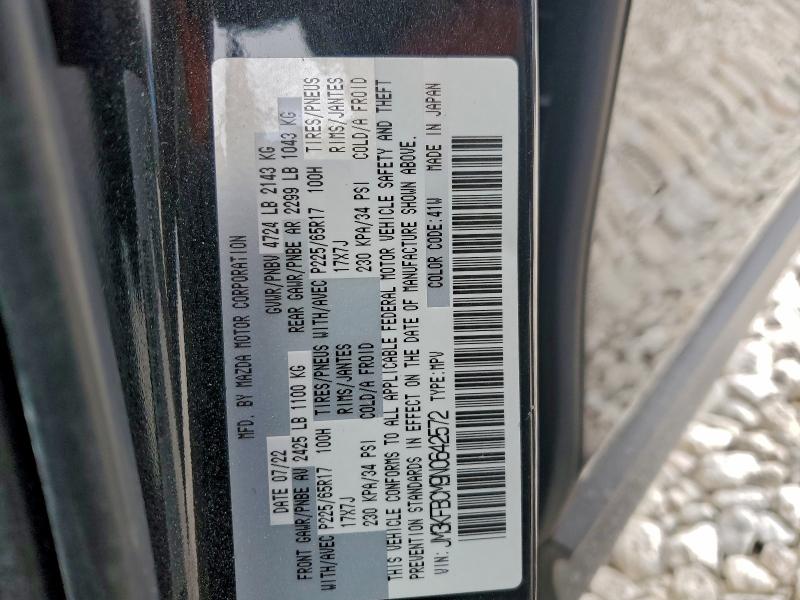 MFD. BY MAZDA MOTOR CORPORATION
DATE 07/22 GVWR/PNBV 4724 LB 2143 KG
FRONT GAWR/PNBE AV 2425 LB 1100 KG REAR GAWR/PNBE AR 2299 LB 1043 KG
WITH/AVEC P225/65R17 100H TIRES/PNEUS WITH/AVEC P225/65R17 100H TIRES/PNEUS
17X7J RIMS/JANTES 17X7J RIMS/JANTES
230 KPA/34 PSI COLD/A FROID 230 KPA/34 PSI COLD/A FROID
THIS VEHICLE CONFORMS TO ALL APPLICABLE FEDERAL MOTOR VEHICLE SAFETY AND THEFT
PREVENTION STANDARDS IN EFFECT ON THE DATE OF MANUFACTURE SHOWN ABOVE.
VIN: JM3KFBCM9N0642572 TYPE:MPV COLOR CODE:41W MADE IN JAPAN